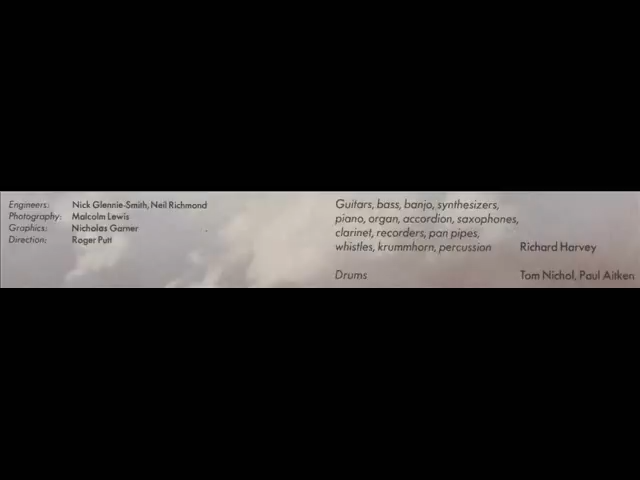 Engineers: Nick Glennie-Smith, Neil Richmond
Photography: Malcolm Lewis
Graphics: Nicholas Garner
Direction: Roger Putt
Guitars, bass, banjo, synthesizers,
piano, organ, accordion, saxophones,
clarinet, recorders, pan pipes,
whistles, krummhorn, percussion Richard Harvey
Drums Tom Nichol, Paul Aitken